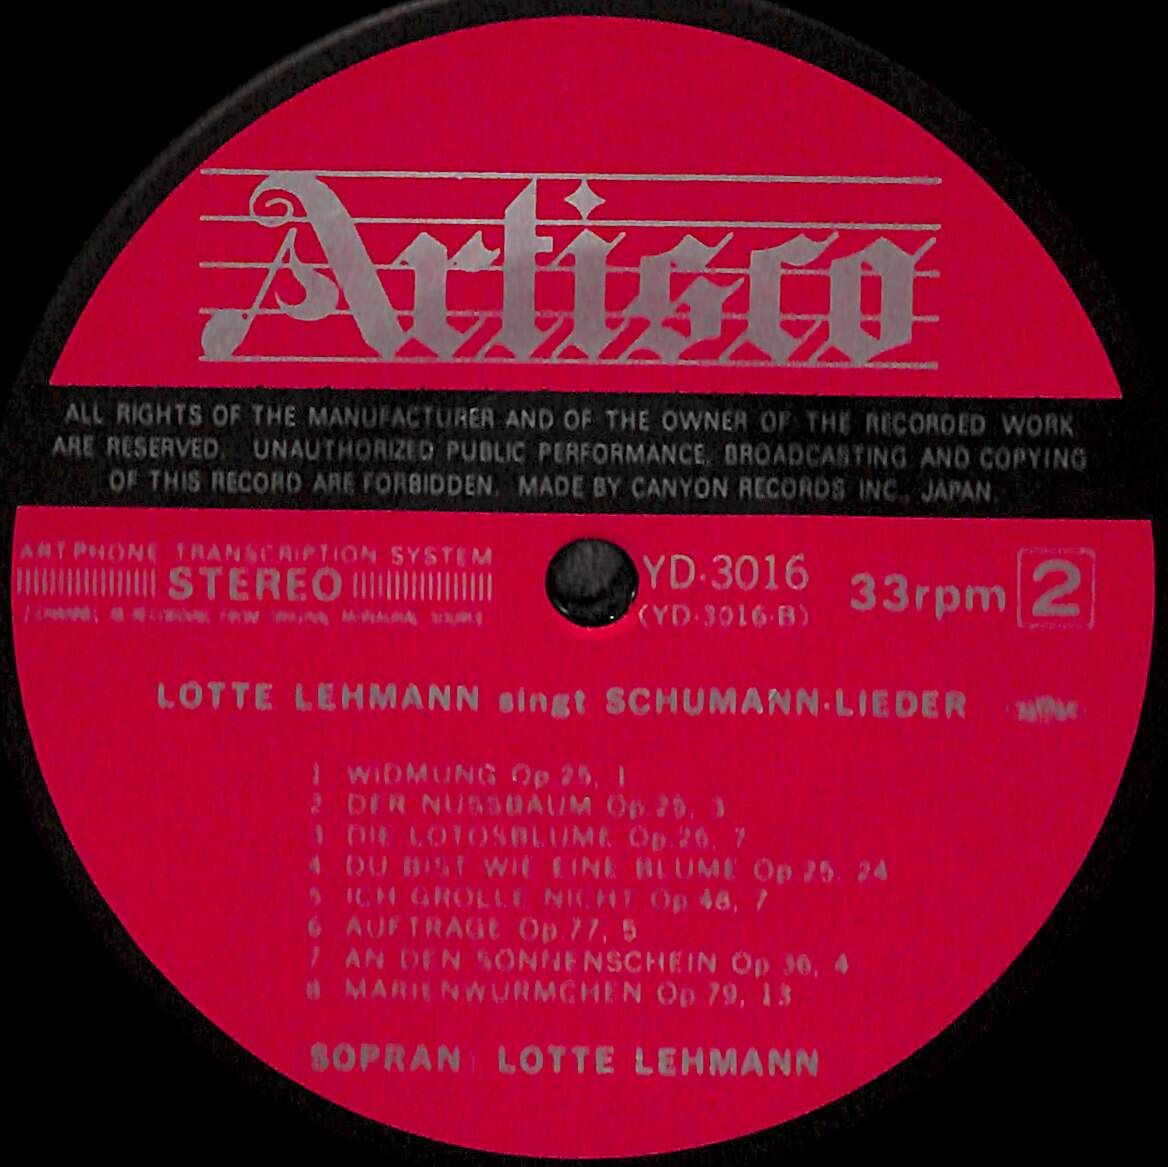 Artisco
ALL RIGHTS OF THE MANUFACTURER AND OF THE OWNER OF THE RECORDED WORK
ARE RESERVED. UNAUTHORIZED PUBLIC PERFORMANCE, BROADCASTING AND COPYING
OF THIS RECORD ARE FORBIDDEN. MADE BY CANYON RECORDS INC., JAPAN.
ARTPHONE TRANSCRIPTION SYSTEM
STEREO
YD-3016
(YD-3016-B)
33rpm
2
LOTTE LEHMANN singt SCHUMANN-LIEDER
1 WIDMUNG Op.25, 1
2 DER NUSSBAUM Op.25, 3
3 DIE LOTOSBLUME Op.25, 7
4 DU BIST WIE EINE BLUME Op.25, 24
5 ICH GROLLE NICHT Op.48, 7
6 AUFTRAGE Op.77, 5
7 AN DEN SONNENSCHEIN Op.36, 4
8 MARIENWURMCHEN Op.79, 13
SOPRAN: LOTTE LEHMANN